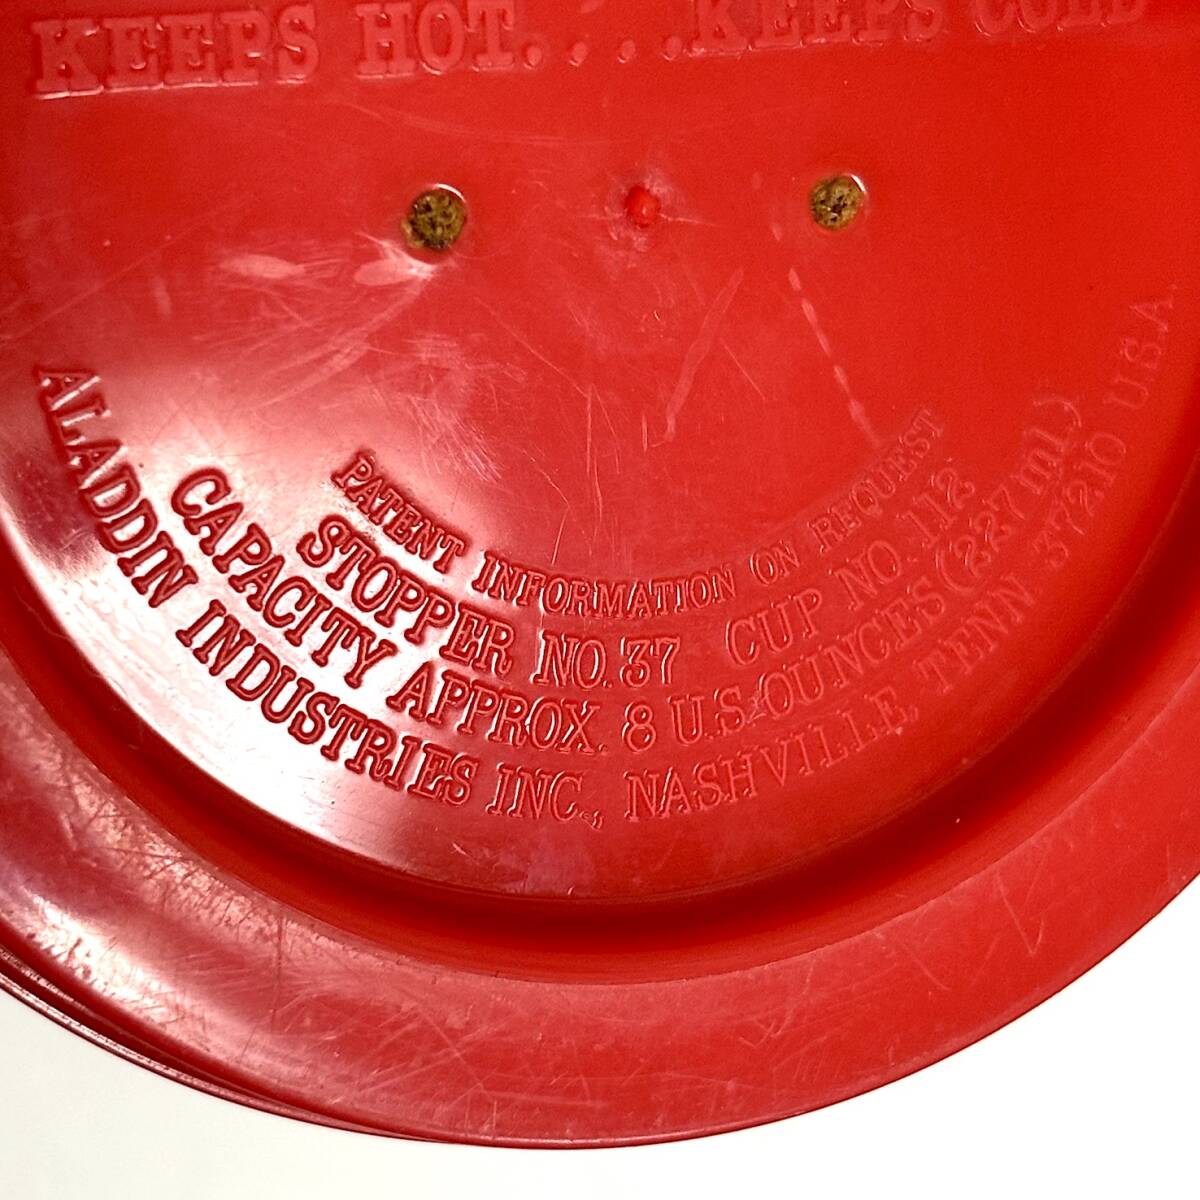 KEEPS HOT. . . .KEEPS COLD
PATENT INFORMATION ON REQUEST
STOPPER NO. 37 CUP NO. 112
CAPACITY APPROX. 8 U.S. OUNCES (227 ml.)
ALADDIN INDUSTRIES INC., NASHVILLE, TENN 37210 U.S.A.